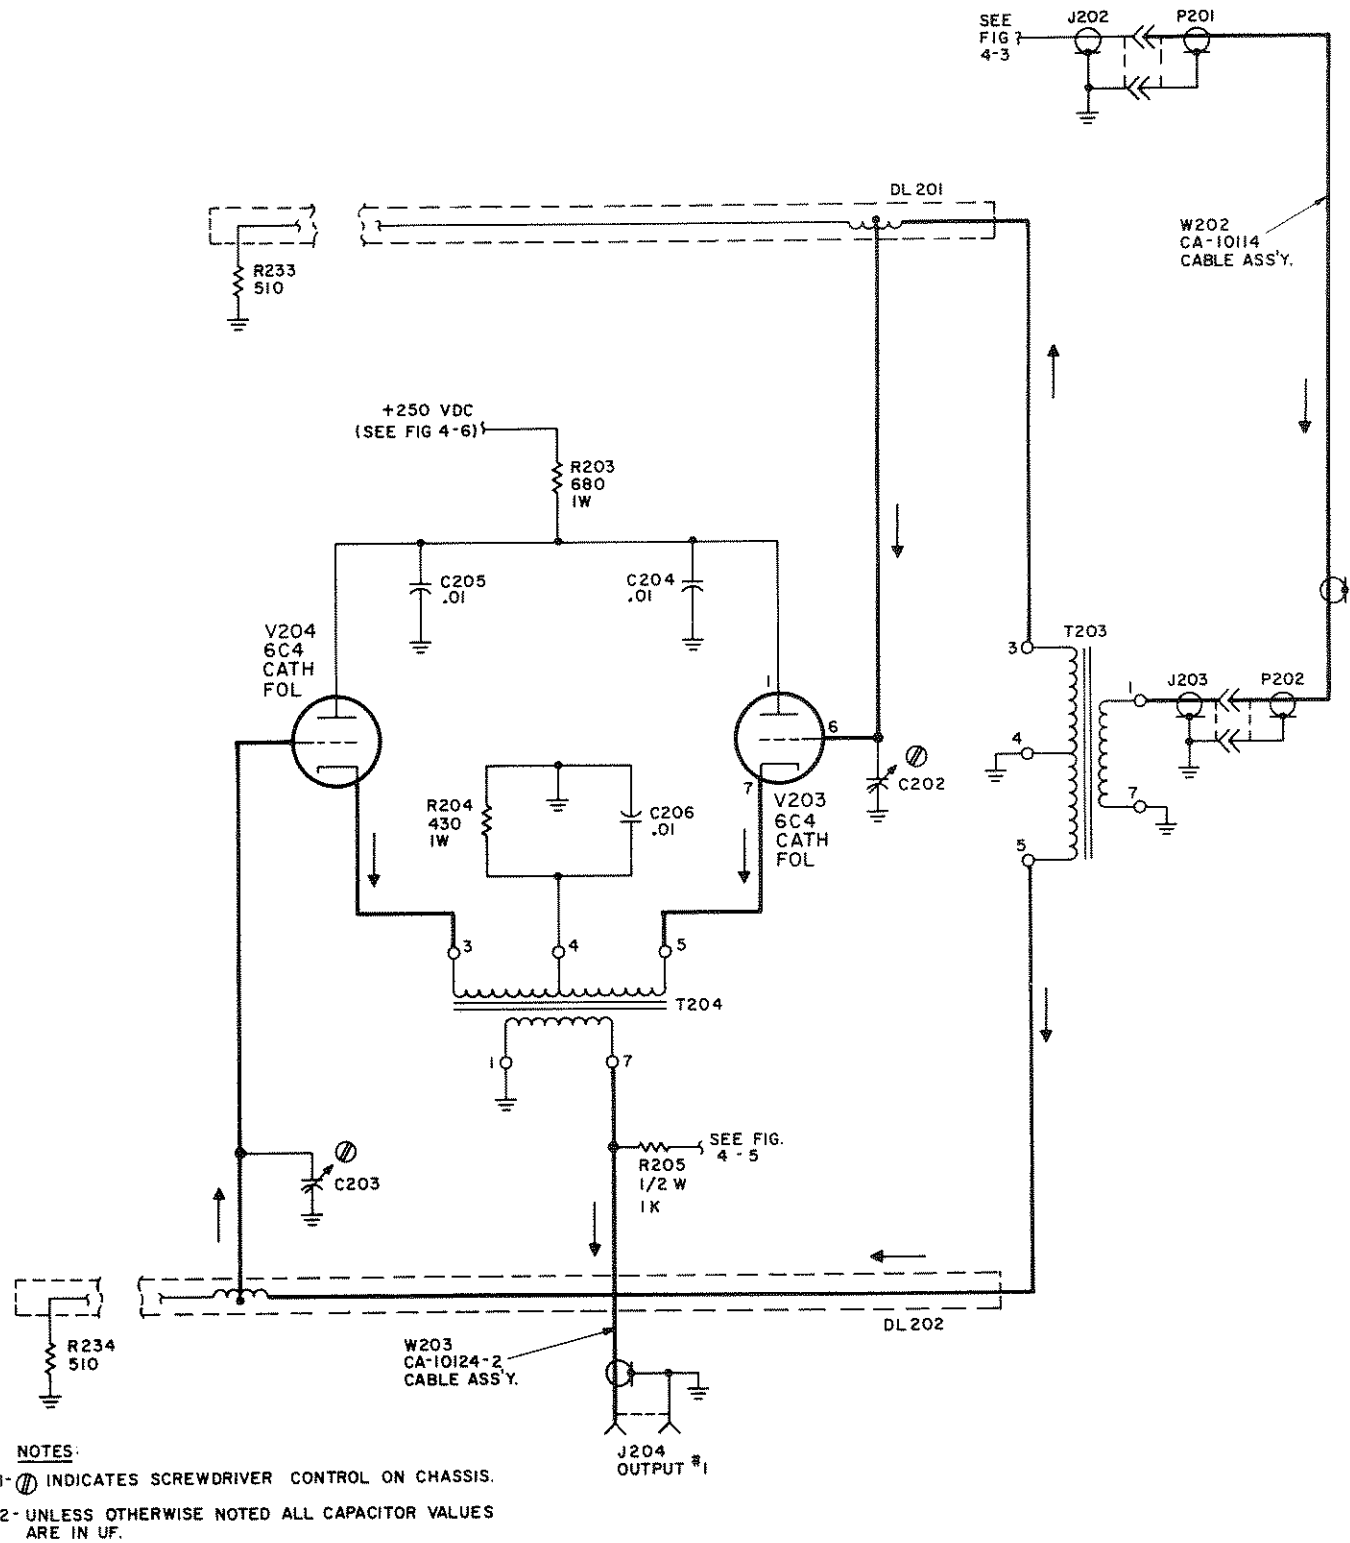 SEE
FIG
4-3
J202
P201
DL201
W202
CA-10114
CABLE ASS'Y.
R233
510
+250 VDC
(SEE FIG 4-6)
R203
680
1W
C205
.01
C204
.01
V204
6C4
CATH
FOL
1
6
7
C202
V203
6C4
CATH
FOL
R204
430
1W
C206
.01
T203
3
4
5
1
7
J203
P202
3
4
5
T204
1
7
R205
1/2 W
1K
SEE FIG.
4-5
C203
DL202
R234
510
W203
CA-10124-2
CABLE ASS'Y.
J204
OUTPUT #1
NOTES:
1- INDICATES SCREWDRIVER CONTROL ON CHASSIS.
2- UNLESS OTHERWISE NOTED ALL CAPACITOR VALUES
ARE IN UF.